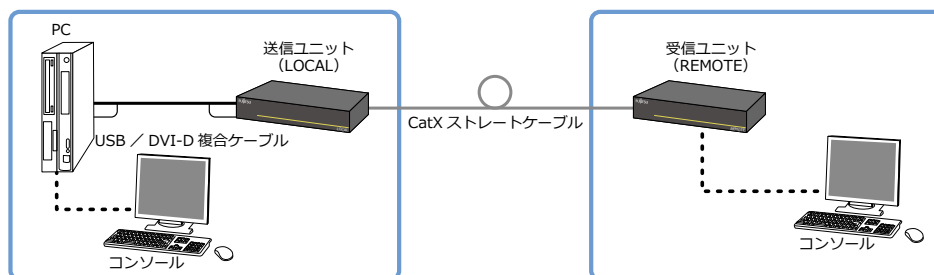 PC
送信ユニット
（LOCAL）
受信ユニット
（REMOTE）
CatX ストレートケーブル
USB ／ DVI-D 複合ケーブル
コンソール
コンソール